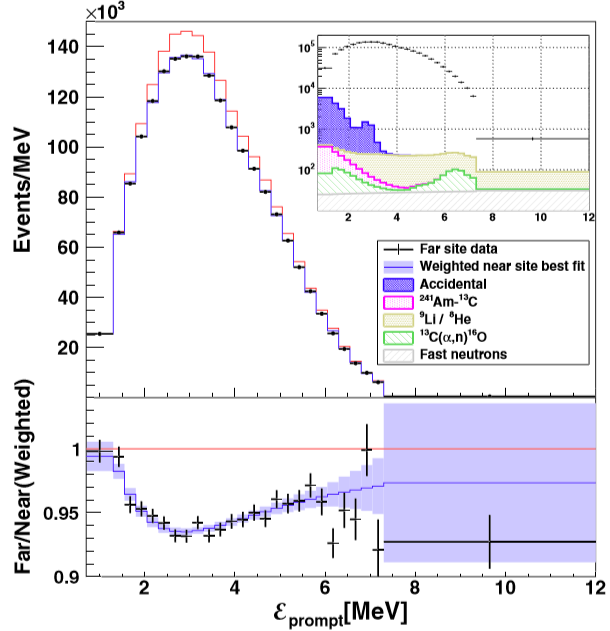 ×10³
Events/MeV
140
120
100
80
60
40
20
10⁵
10⁴
10³
10²
2 4 6 8 10 12
Far site data
Weighted near site best fit
Accidental
²⁴¹Am-¹³C
⁹Li / ⁸He
¹³C(α,n)¹⁶O
Fast neutrons
Far/Near(Weighted)
1
0.95
0.9
2 4 6 8 10 12
ℰprompt[MeV]